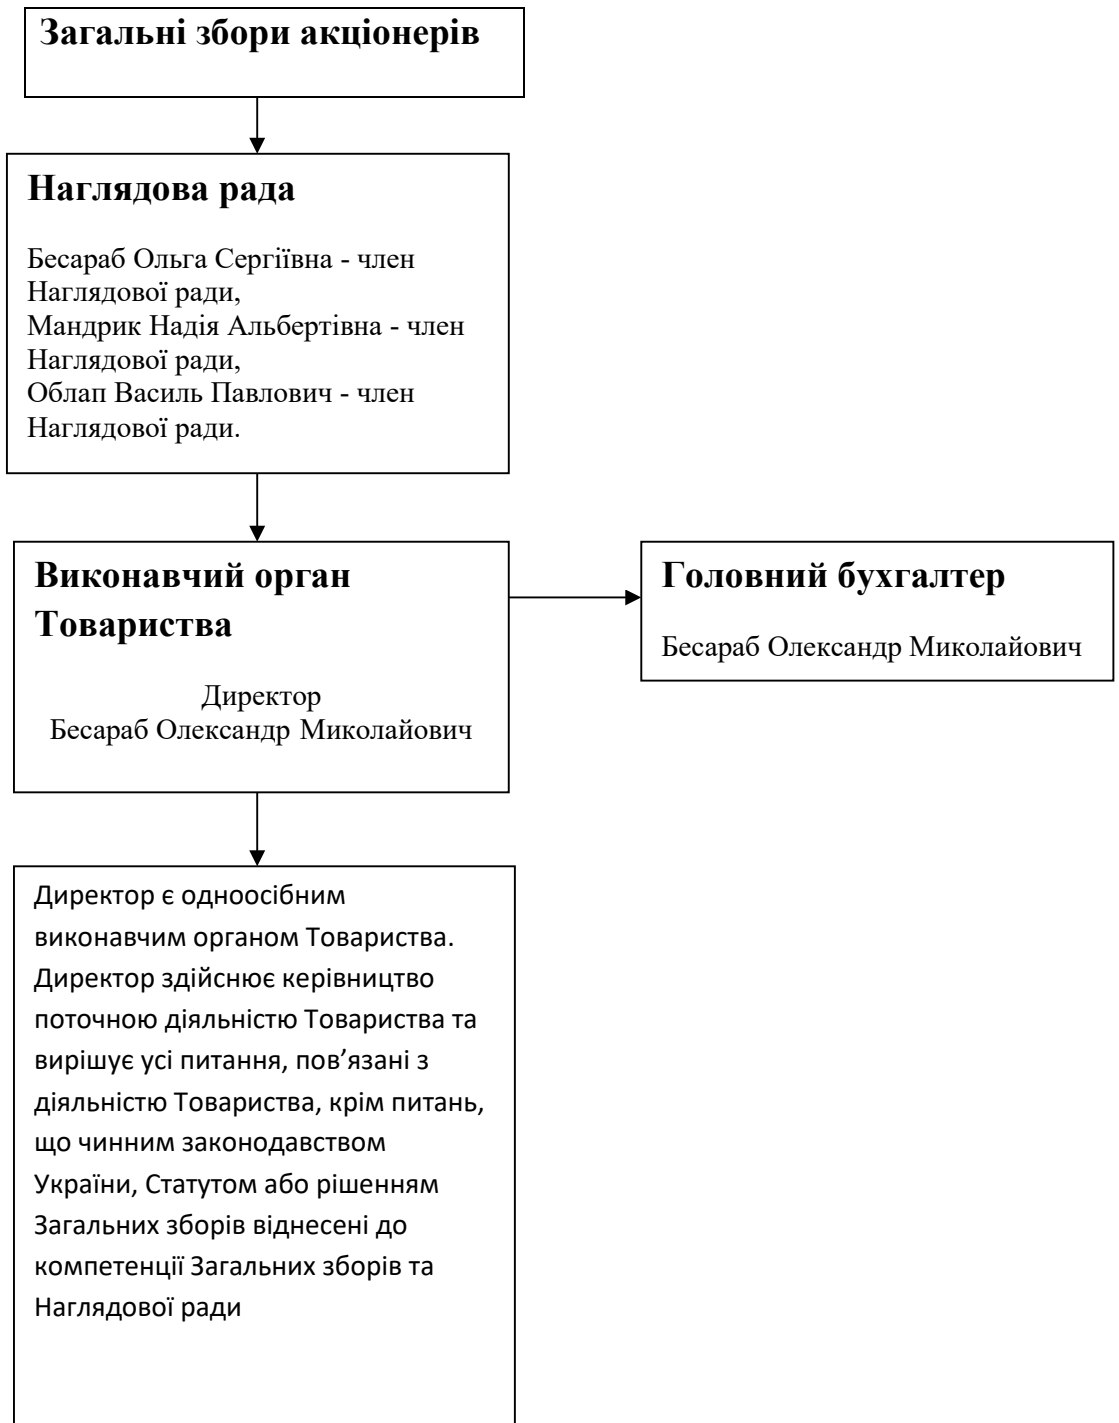 Загальні збори акціонерів
Наглядова рада
Бесараб Ольга Сергіївна - член
Наглядової ради,
Мандрик Надія Альбертівна - член
Наглядової ради,
Облап Василь Павлович - член
Наглядової ради.
Виконавчий орган
Товариства
Директор
Бесараб Олександр Миколайович
Головний бухгалтер
Бесараб Олександр Миколайович
Директор є одноосібним
виконавчим органом Товариства.
Директор здійснює керівництво
поточною діяльністю Товариства та
вирішує усі питання, пов’язані з
діяльністю Товариства, крім питань,
що чинним законодавством
України, Статутом або рішенням
Загальних зборів віднесені до
компетенції Загальних зборів та
Наглядової ради